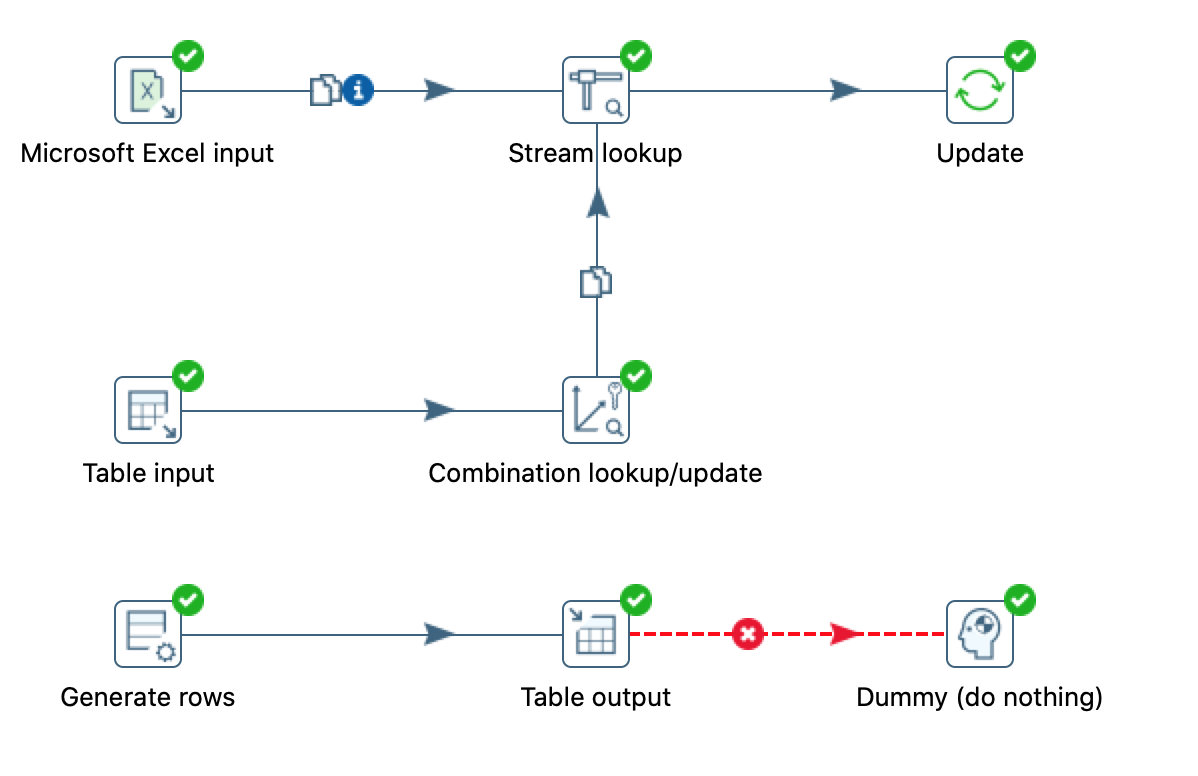 Microsoft Excel input
Stream lookup
Update
Table input
Combination lookup/update
Generate rows
Table output
Dummy (do nothing)